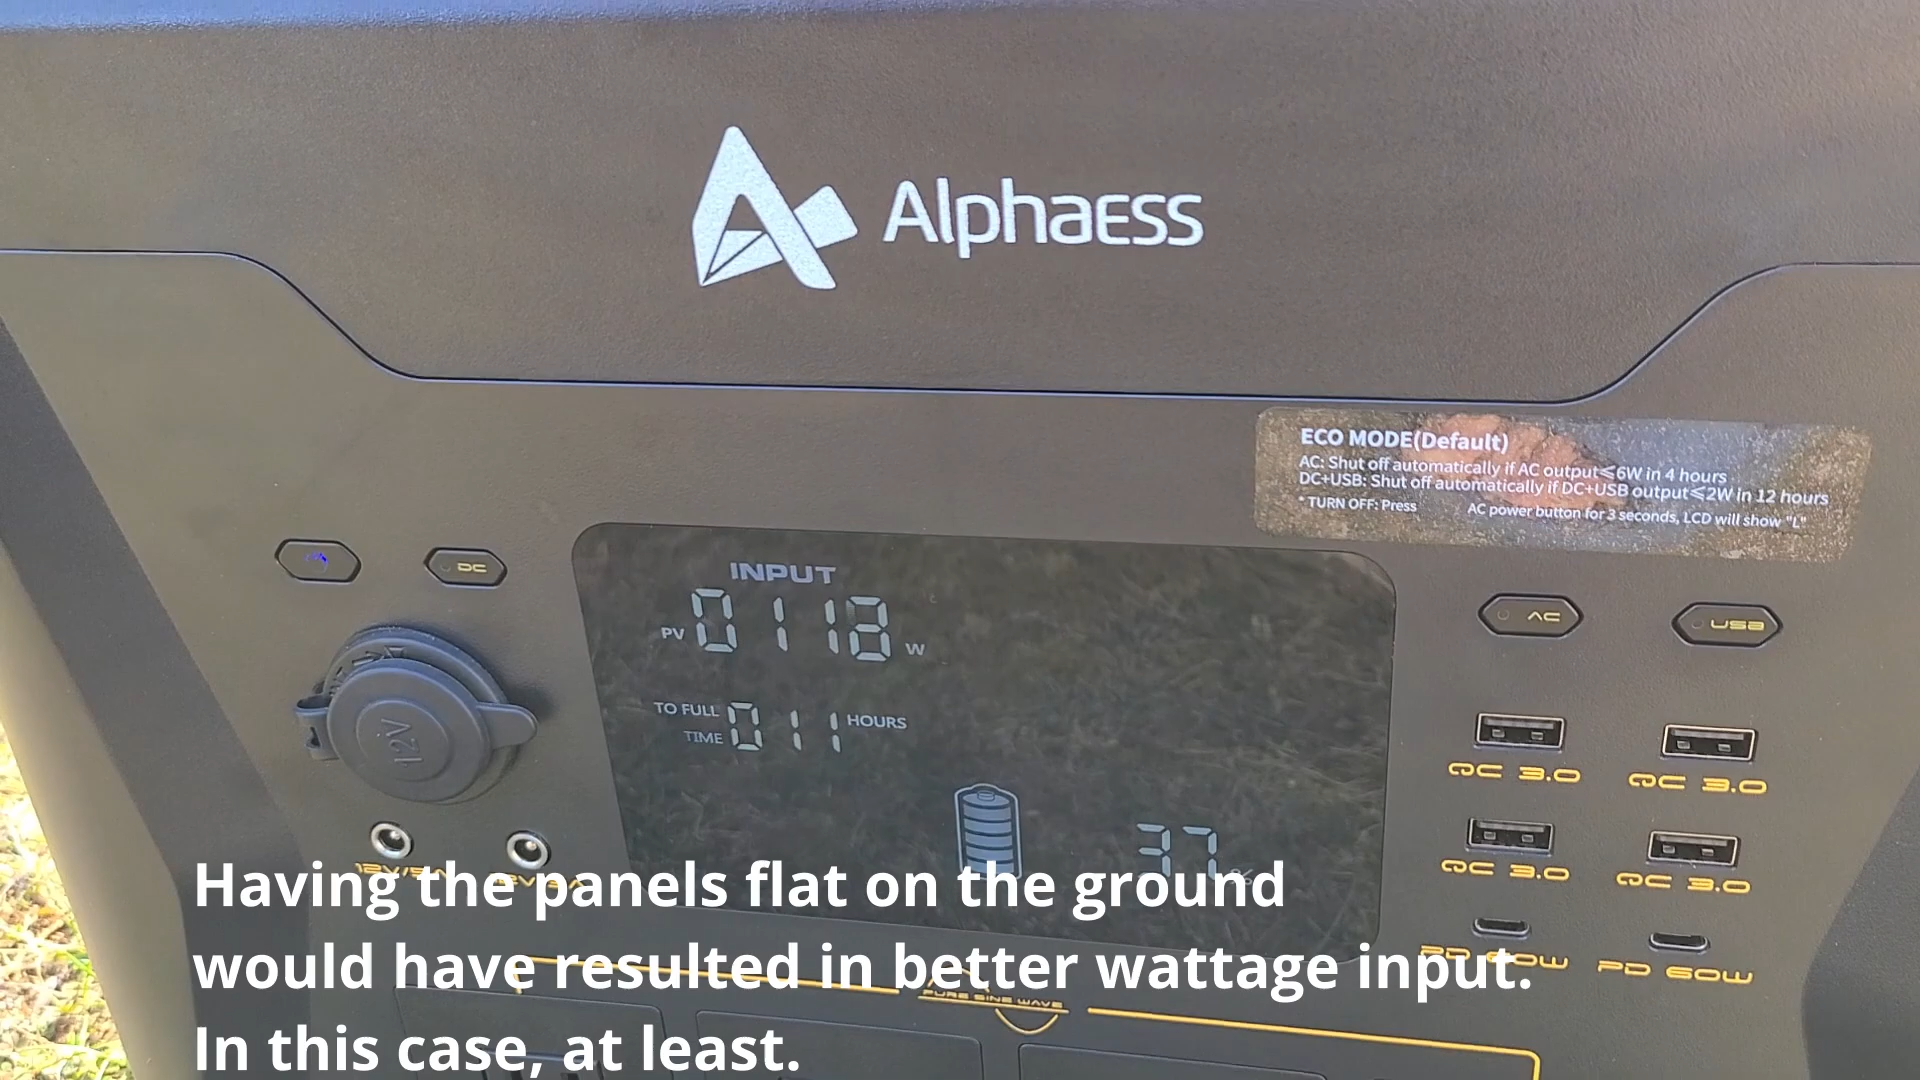 AlphaESS
ECO MODE(Default)
AC: Shut off automatically if AC output≤6W in 4 hours
DC+USB: Shut off automatically if DC+USB output≤2W in 12 hours
* TURN OFF: Press AC power button for 3 seconds, LCD will show "L"
DC
AC
USB
INPUT
PV 0118 W
TO FULL TIME 011 HOURS
37 %
12V
QC 3.0
QC 3.0
QC 3.0
QC 3.0
PD 60W
PD 60W
PURE SINE WAVE
Having the panels flat on the ground
would have resulted in better wattage input.
In this case, at least.